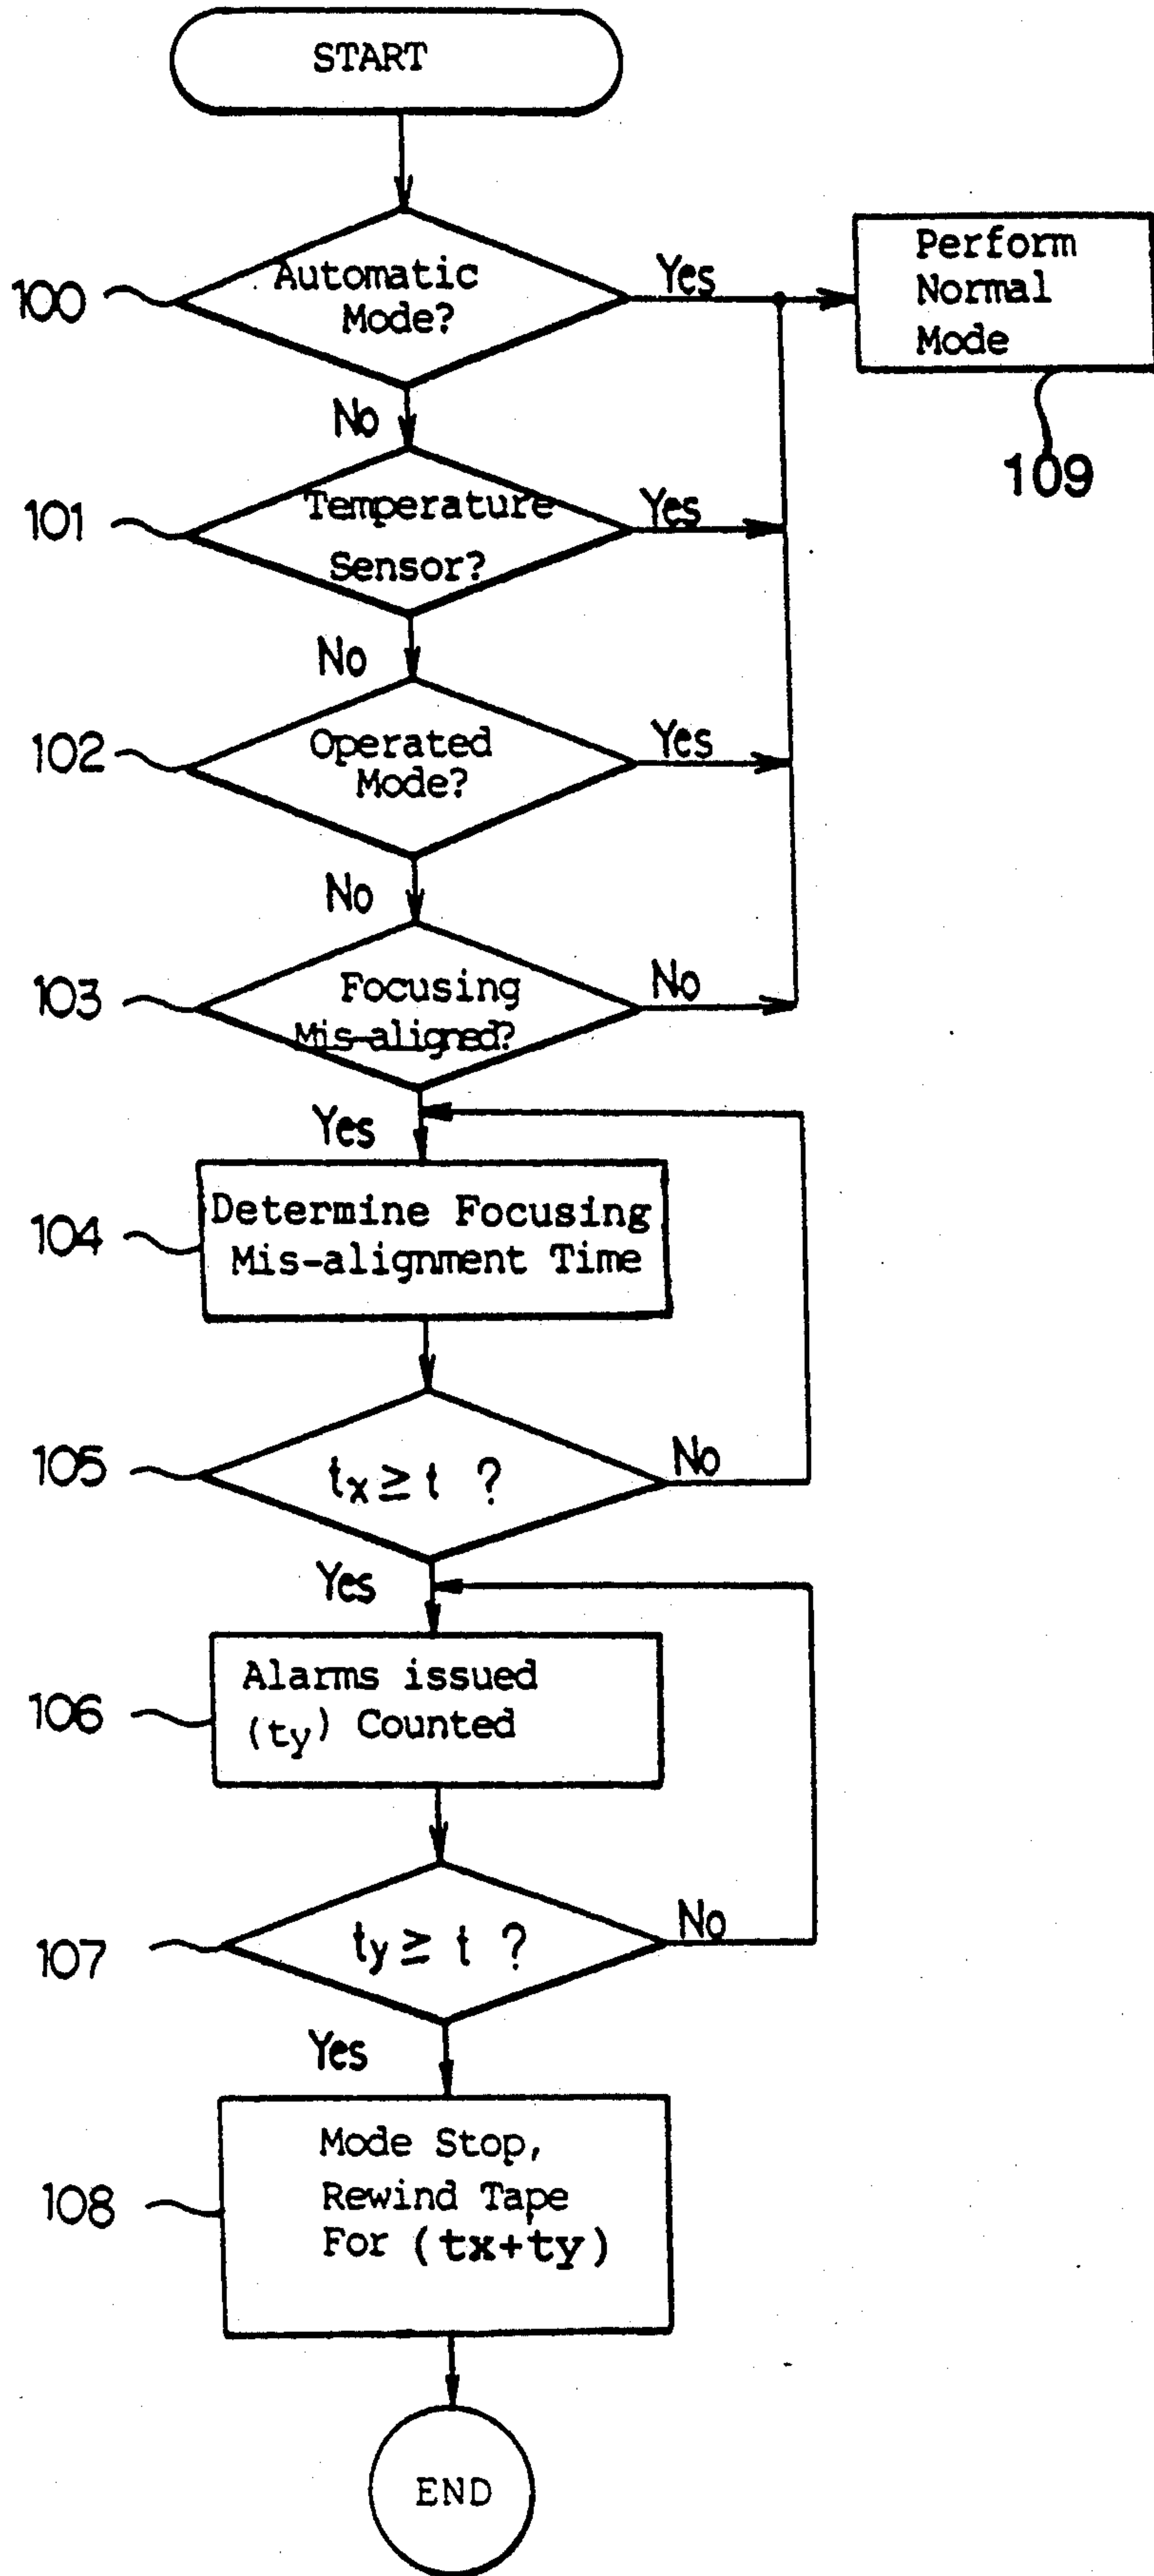 START
100
Automatic
Mode?
Yes
Perform
Normal
Mode
109
No
101
Temperature
Sensor?
Yes
No
102
Operated
Mode?
Yes
No
103
Focusing
Mis-aligned?
No
Yes
104
Determine Focusing
Mis-alignment Time
105
tx ≥ t ?
No
Yes
106
Alarms issued
(ty) Counted
107
ty ≥ t ?
No
Yes
108
Mode Stop,
Rewind Tape
For (tx+ty)
END